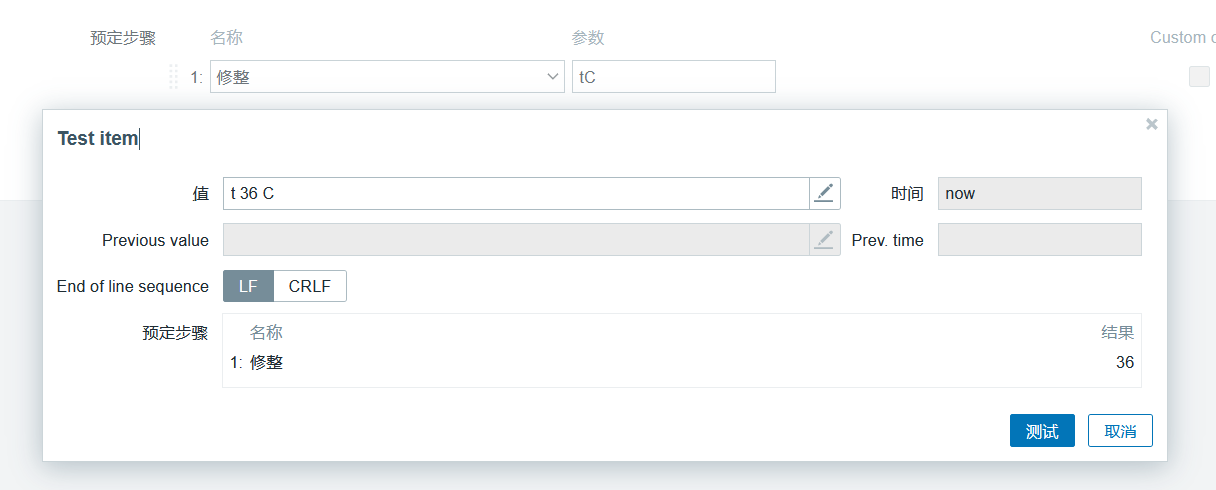 预定步骤 名称 参数 Custom o
1: 修整 tC
Test item
值 t 36 C 时间 now
Previous value Prev. time
End of line sequence LF CRLF
预定步骤 名称 结果
1: 修整 36
测试 取消